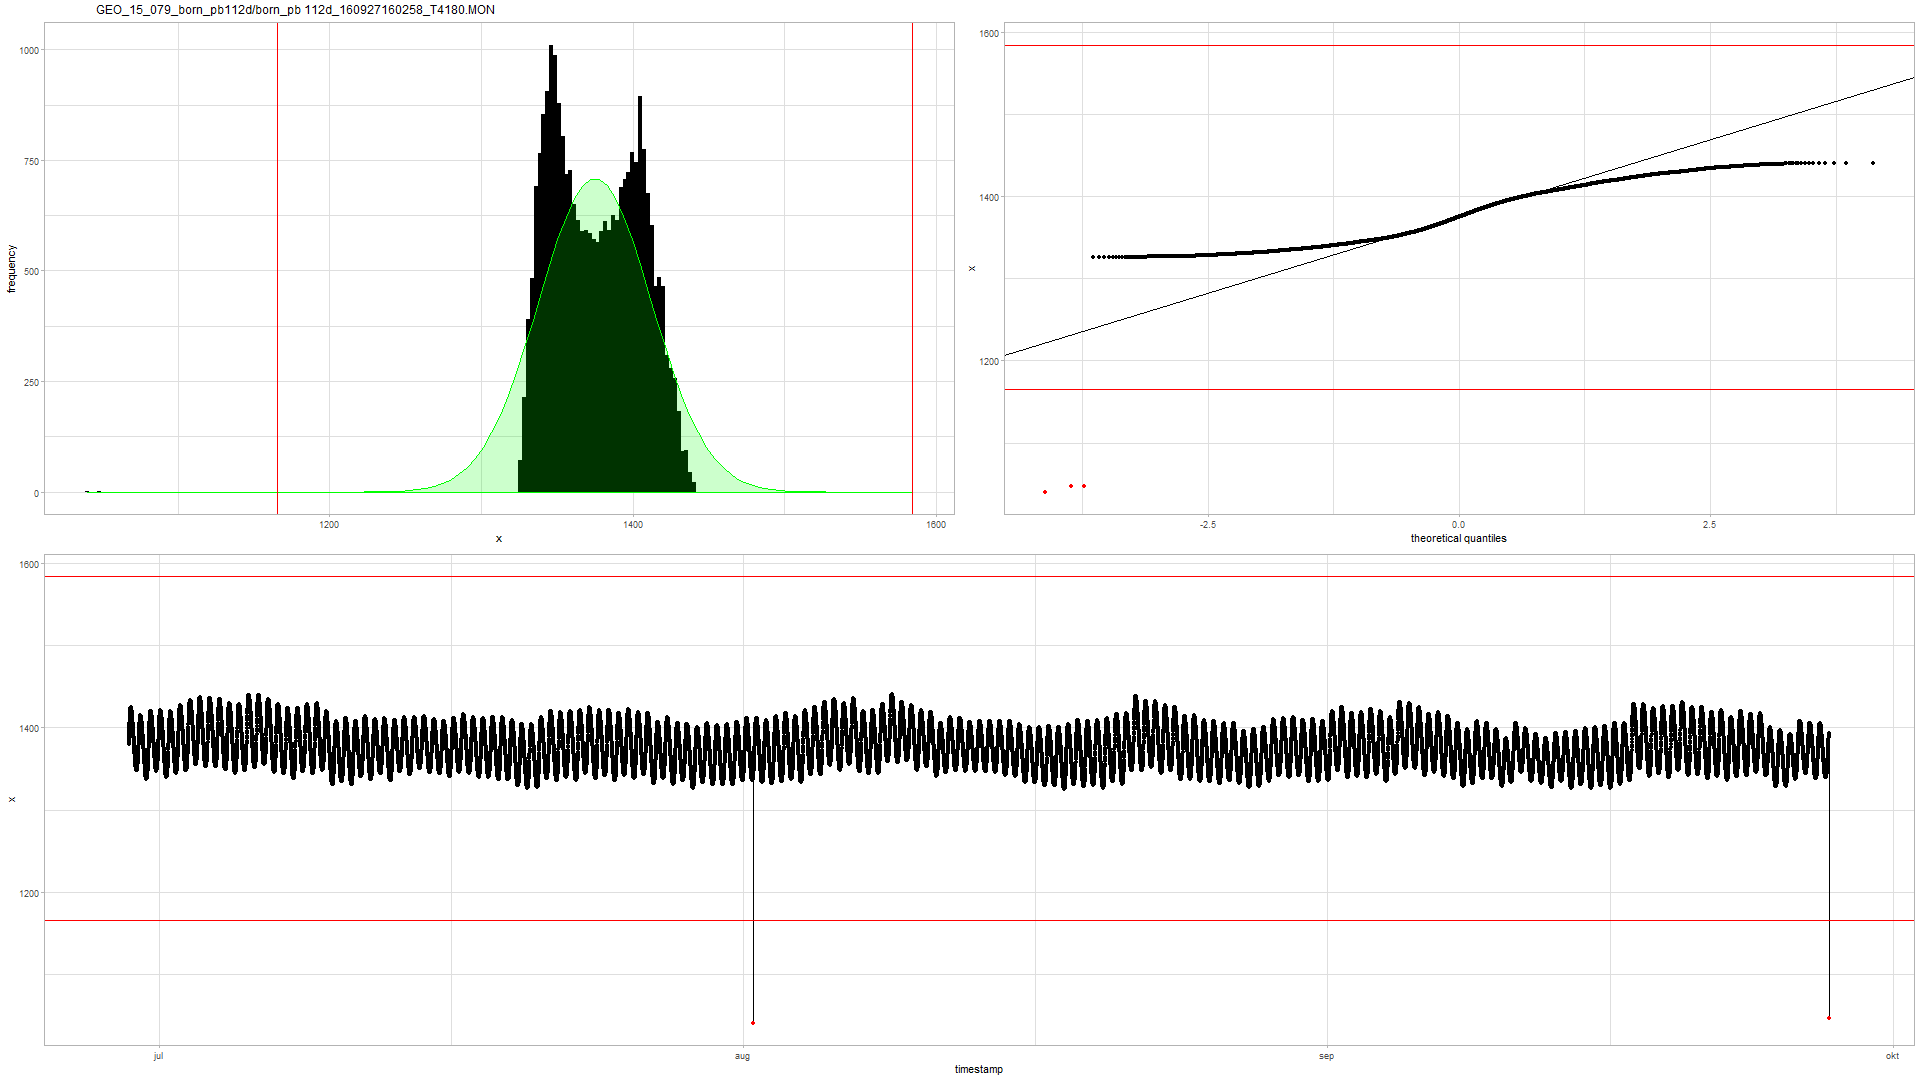 GEO_15_079_born_pb112d/born_pb 112d_160927160258_T4180.MON
frequency
1000
750
500
250
0
1200
1400
1600
x
x
1600
1400
1200
-2.5
0.0
2.5
theoretical quantiles
x
1600
1400
1200
jul
aug
sep
okt
timestamp